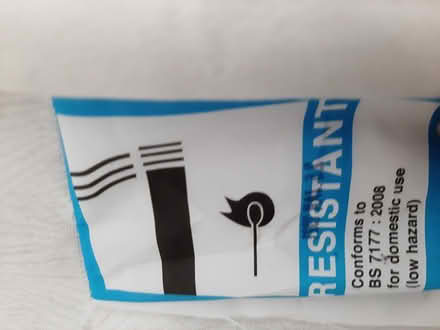 RESISTANT
Conforms to
BS 7177 : 2008
for domestic use
(low hazard)